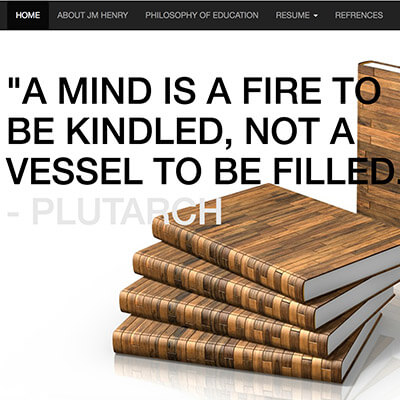 HOME ABOUT JM HENRY PHILOSOPHY OF EDUCATION RESUME REFRENCES
"A MIND IS A FIRE TO
BE KINDLED, NOT A
VESSEL TO BE FILLED.
- PLUTARCH